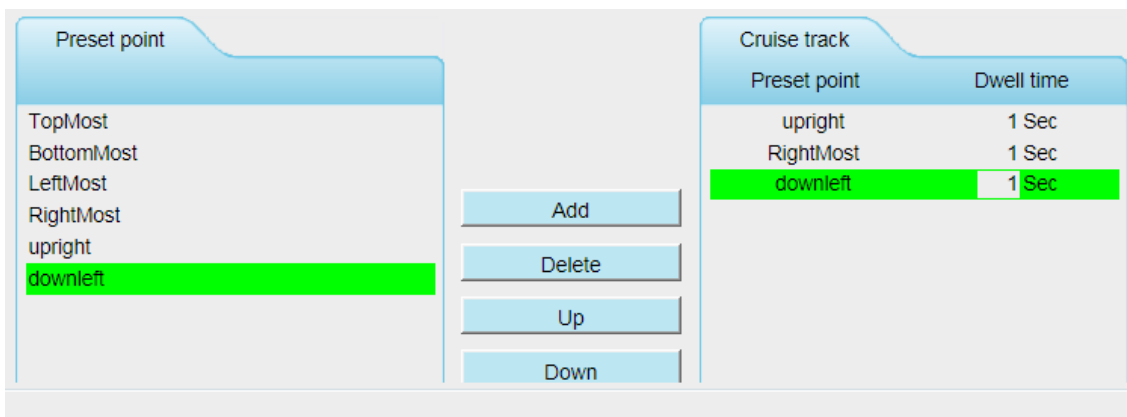 Preset point
TopMost
BottomMost
LeftMost
RightMost
upright
downleft
Add
Delete
Up
Down
Cruise track
Preset point Dwell time
upright 1 Sec
RightMost 1 Sec
downleft 1 Sec